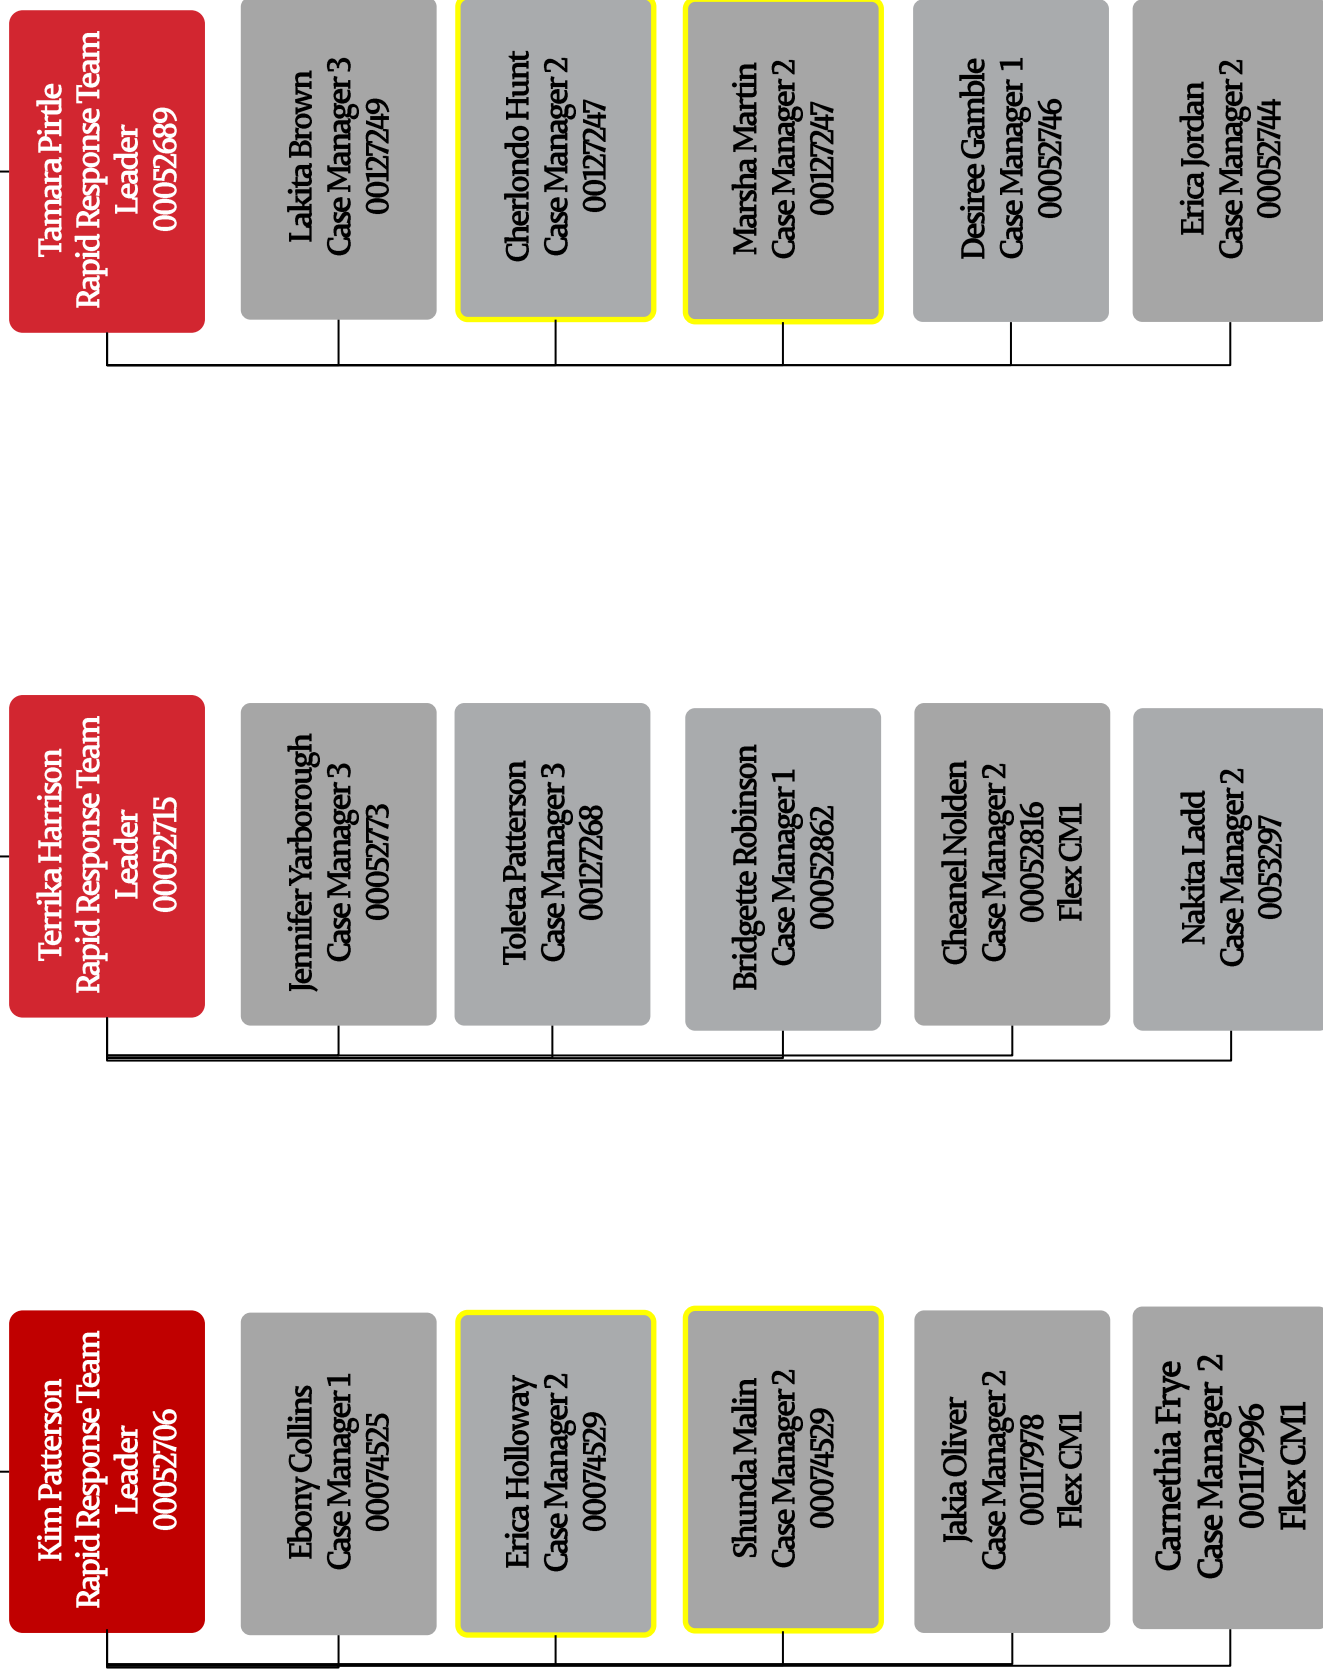 Kim Patterson
Rapid Response Team
Leader
00052706
Ebony Collins
Case Manager 1
00074525
Erica Holloway
Case Manager 2
00074529
Shunda Malin
Case Manager 2
00074529
Jakia Oliver
Case Manager 2
00117978
Flex CM1
Carnethia Frye
Case Manager 2
00117996
Flex CM1
Terrika Harrison
Rapid Response Team
Leader
00052715
Jennifer Yarborough
Case Manager 3
00052773
Toleta Patterson
Case Manager 3
00127268
Bridgette Robinson
Case Manager 1
00052862
Cheanel Nolden
Case Manager 2
00052816
Flex CM1
Nakita Ladd
Case Manager 2
0053297
Tamara Pirtle
Rapid Response Team
Leader
00052689
Lakita Brown
Case Manager 3
00127249
Cherlondo Hunt
Case Manager 2
00127247
Marsha Martin
Case Manager 2
00127247
Desiree Gamble
Case Manager 1
00052746
Erica Jordan
Case Manager 2
00052744